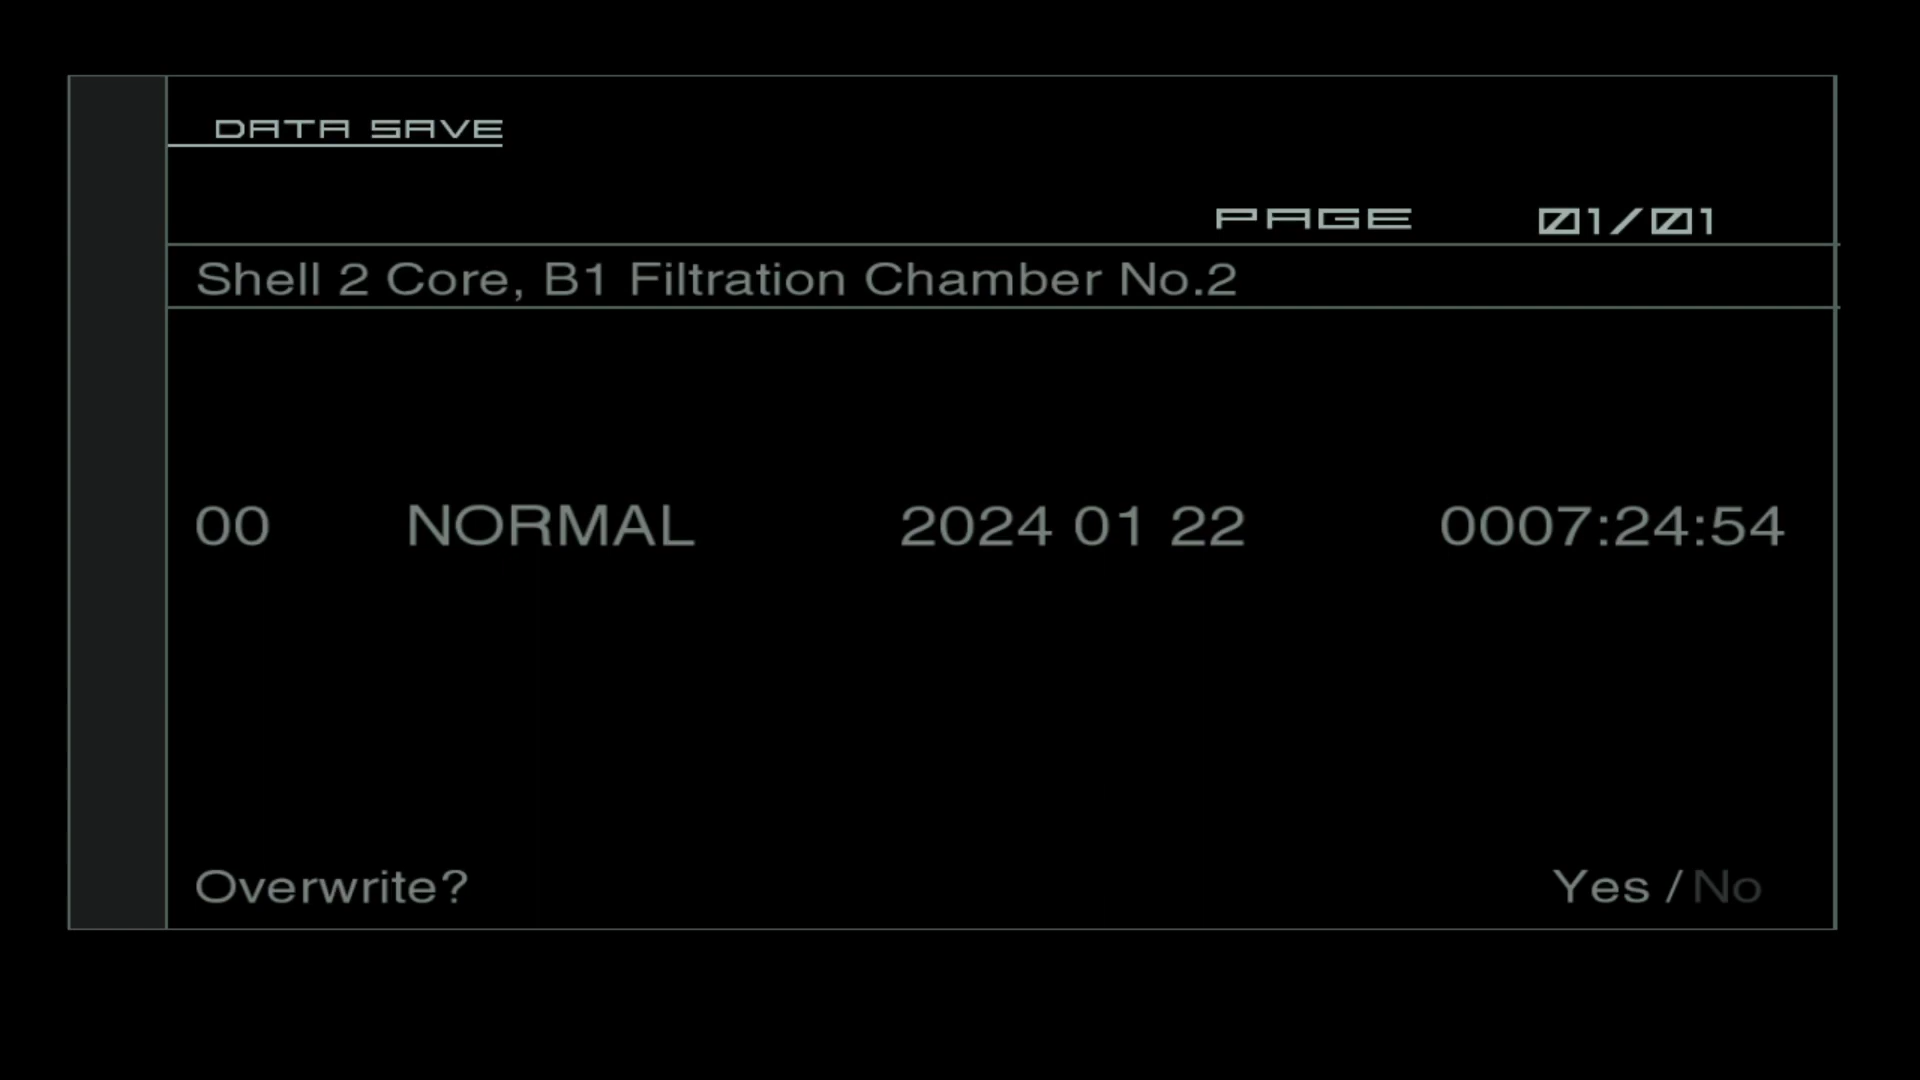 DATA SAVE
PAGE 01/01
Shell 2 Core, B1 Filtration Chamber No.2
00 NORMAL 2024 01 22 0007:24:54
Overwrite? Yes / No